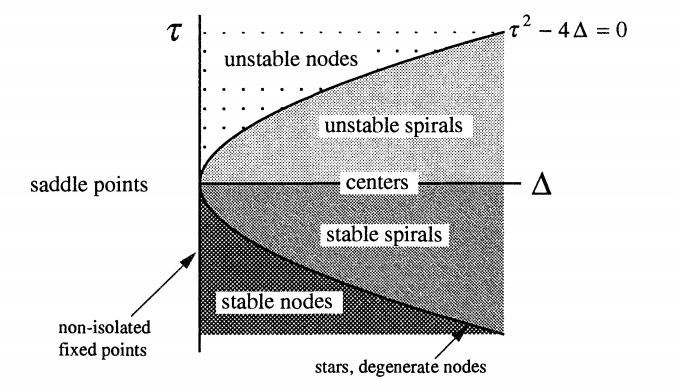 τ
τ² − 4Δ = 0
unstable nodes
unstable spirals
saddle points
centers
Δ
stable spirals
stable nodes
non-isolated
fixed points
stars, degenerate nodes